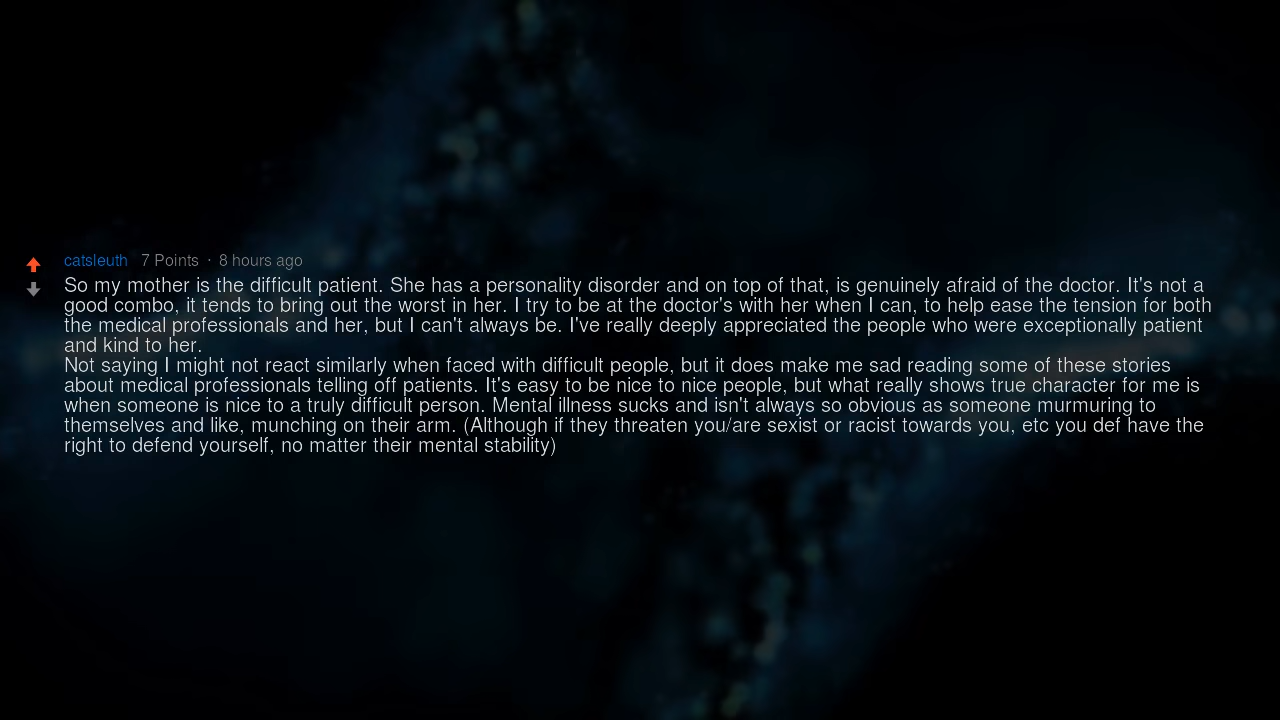 catsleuth 7 Points · 8 hours ago
So my mother is the difficult patient. She has a personality disorder and on top of that, is genuinely afraid of the doctor. It's not a
good combo, it tends to bring out the worst in her. I try to be at the doctor's with her when I can, to help ease the tension for both
the medical professionals and her, but I can't always be. I've really deeply appreciated the people who were exceptionally patient
and kind to her.
Not saying I might not react similarly when faced with difficult people, but it does make me sad reading some of these stories
about medical professionals telling off patients. It's easy to be nice to nice people, but what really shows true character for me is
when someone is nice to a truly difficult person. Mental illness sucks and isn't always so obvious as someone murmuring to
themselves and like, munching on their arm. (Although if they threaten you/are sexist or racist towards you, etc you def have the
right to defend yourself, no matter their mental stability)